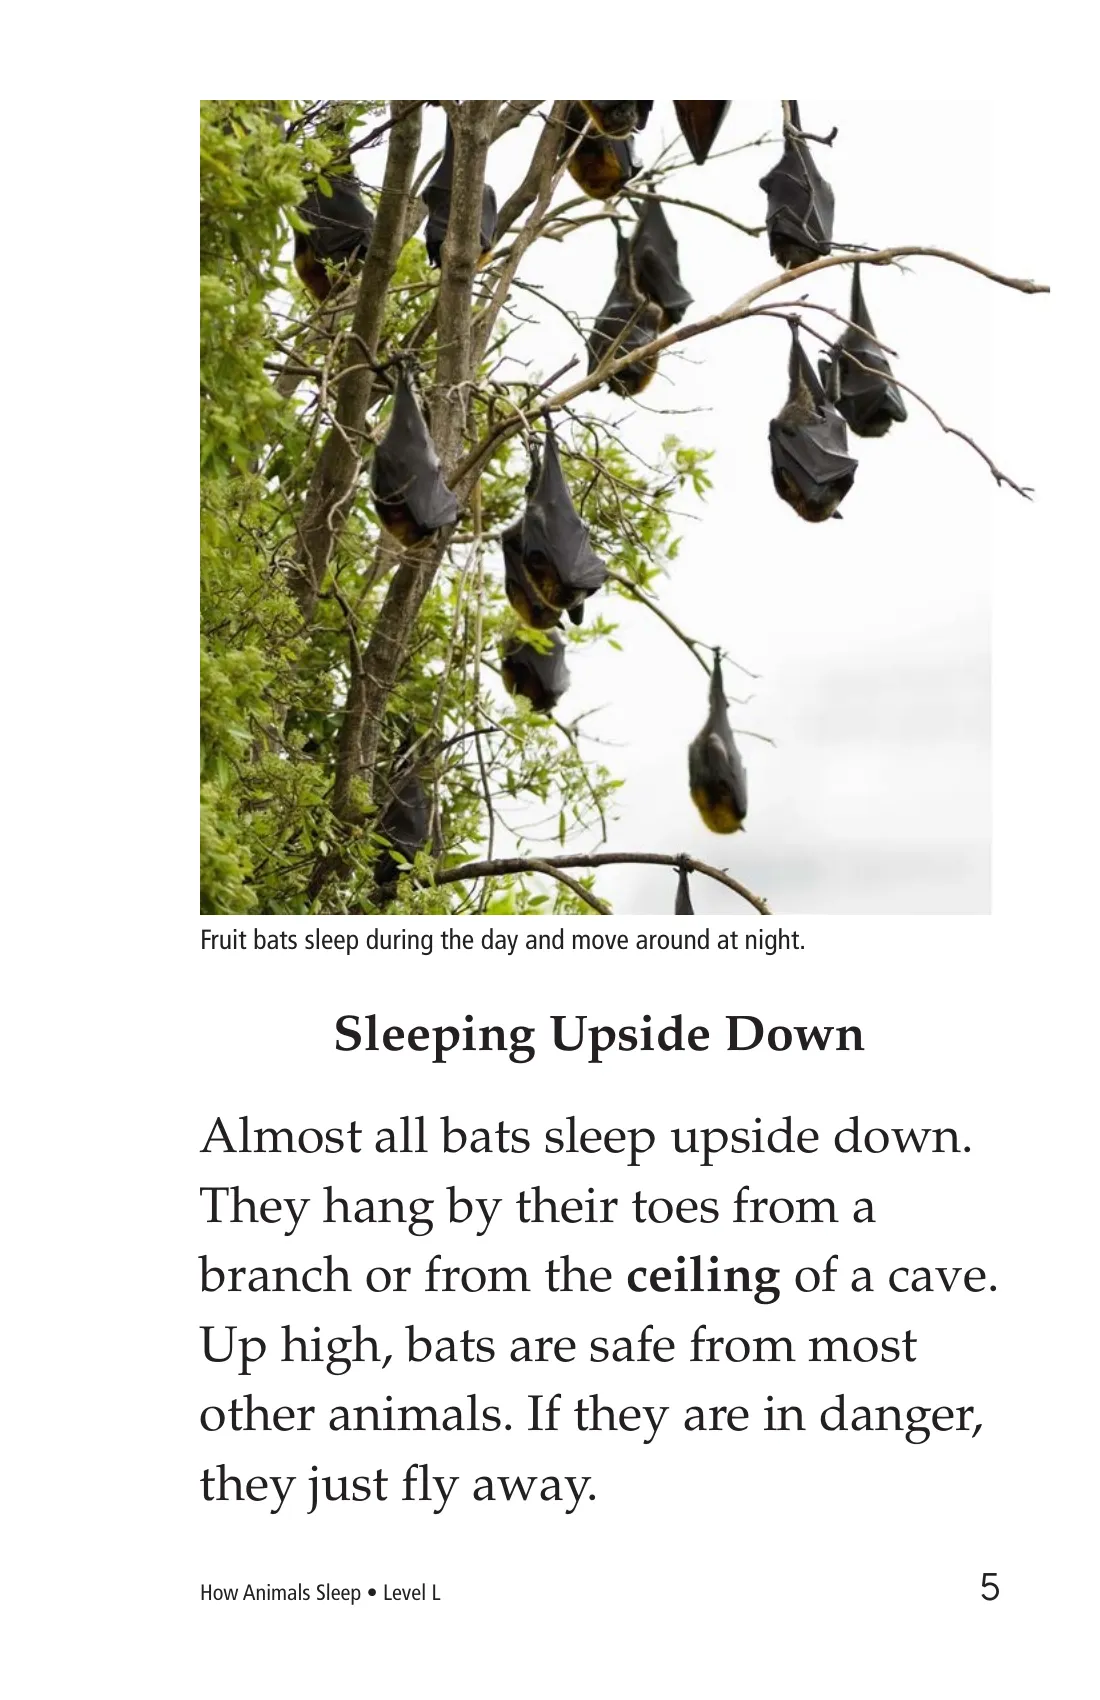 Fruit bats sleep during the day and move around at night.
Sleeping Upside Down
Almost all bats sleep upside down.
They hang by their toes from a
branch or from the ceiling of a cave.
Up high, bats are safe from most
other animals. If they are in danger,
they just fly away.
How Animals Sleep • Level L
5